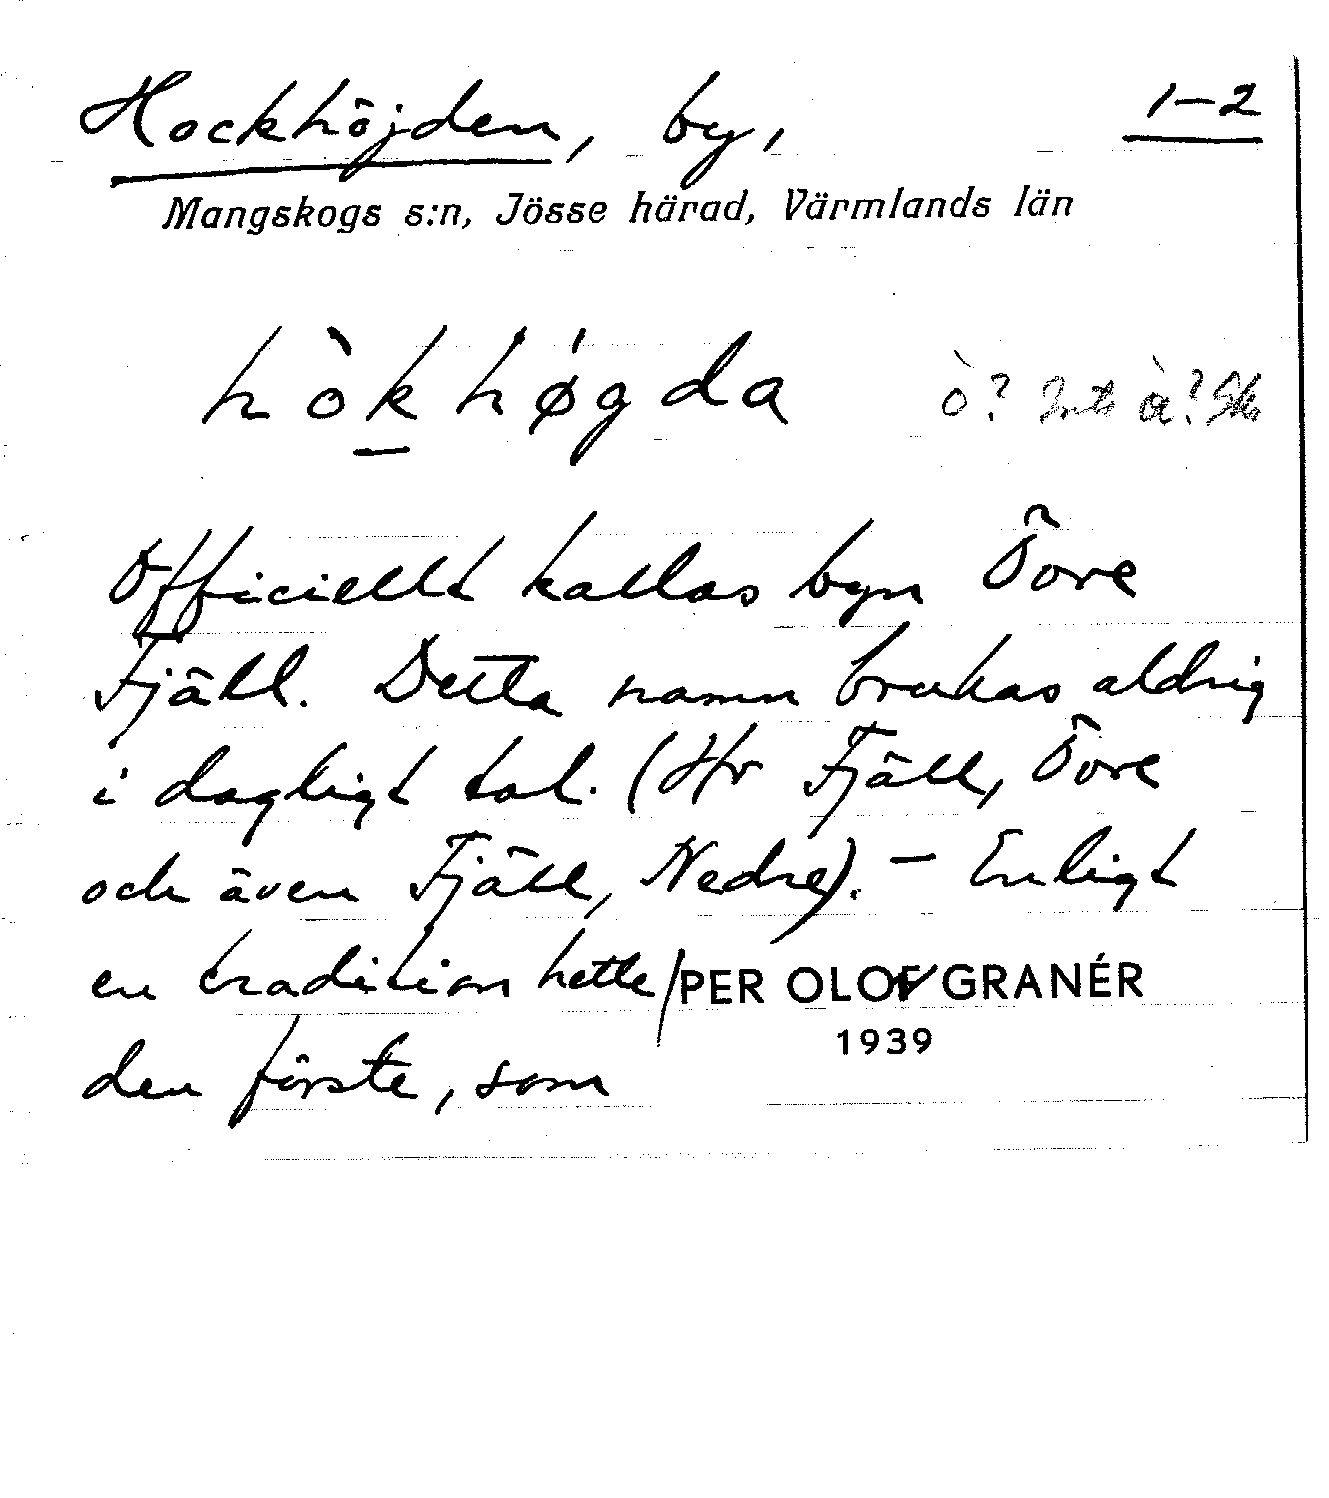 Hockhöjden, by, 1-2
Mangskogs s:n, Jösse härad, Värmlands län
hòkhøgda ò? Inte à?
Officiellt kallas byn Övre
Fjäll. Detta namn brukas aldrig
i dagligt tal. (Hr Fjäll, Övre
och även Fjäll, Nedre). – Enligt
en tradition hette
den förste, som
PER OLOF GRANÉR
1939